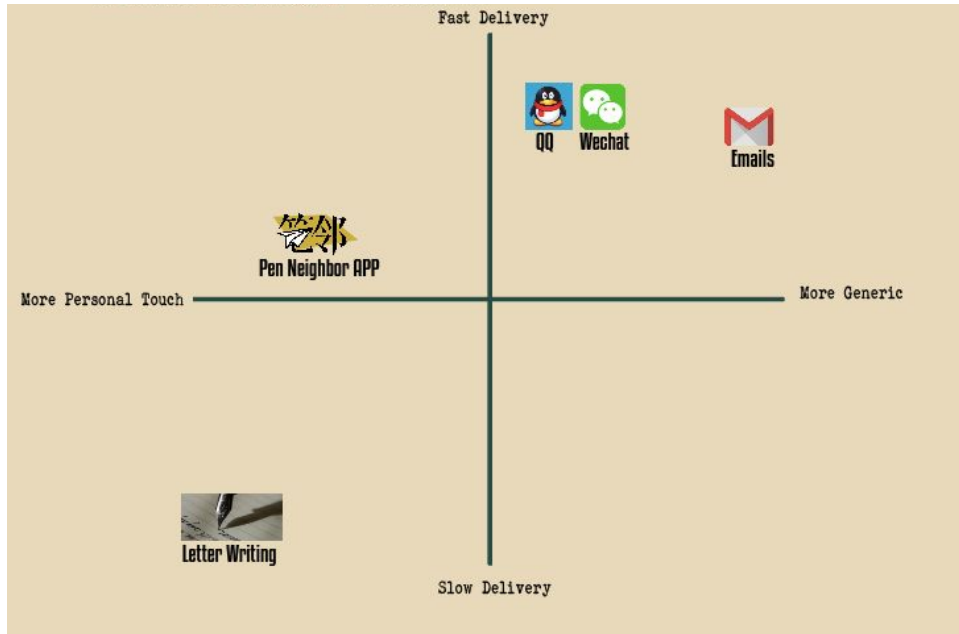 Fast Delivery
QQ
Wechat
Emails
笔邻
Pen Neighbor APP
More Personal Touch
More Generic
Letter Writing
Slow Delivery